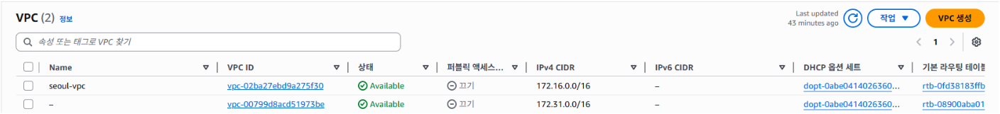 VPC (2) 정보
Last updated
43 minutes ago
작업
VPC 생성
속성 또는 태그로 VPC 찾기
1
Name VPC ID 상태 퍼블릭 액세스... IPv4 CIDR IPv6 CIDR DHCP 옵션 세트 기본 라우팅 테이블
seoul-vpc vpc-02ba27ebd9a275f30 Available 끄기 172.16.0.0/16 – dopt-0abe0414026360... rtb-0fd38183ffb
– vpc-00799d8acd51973be Available 끄기 172.31.0.0/16 – dopt-0abe0414026360... rtb-08900aba01